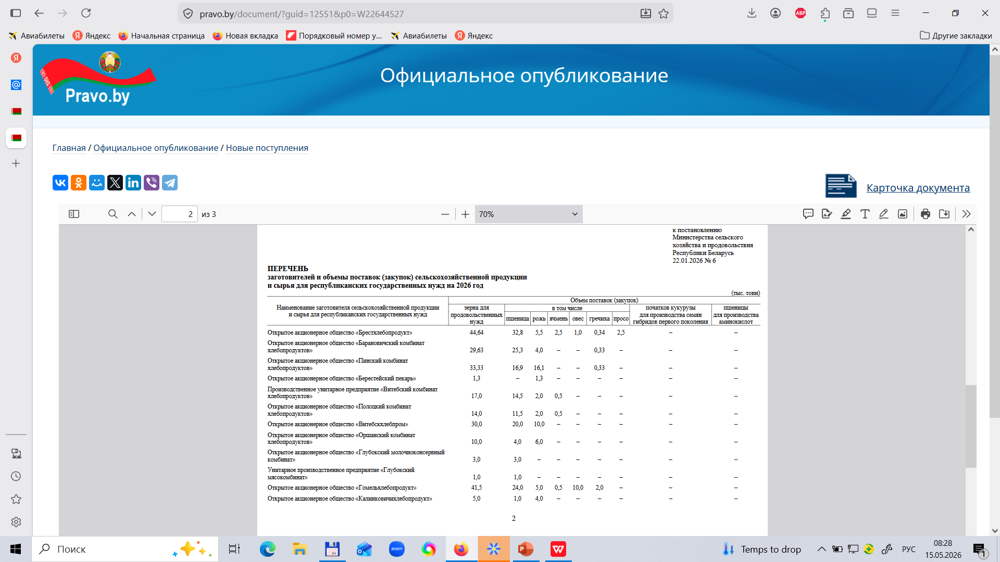 pravo.by/document/?guid=12551&p0=W22644527
ABP
Авиабилеты
Яндекс
Начальная страница
Новая вкладка
Порядковый номер у...
Авиабилеты
Яндекс
Другие закладки
Pravo.by
Официальное опубликование
Главная / Официальное опубликование / Новые поступления
Карточка документа
2 из 3
70%
к постановлению
Министерства сельского
хозяйства и продовольствия
Республики Беларусь
22.01.2026 № 6
ПЕРЕЧЕНЬ
заготовителей и объемы поставок (закупок) сельскохозяйственной продукции
и сырья для республиканских государственных нужд на 2026 год
(тыс. тонн)
Наименование заготовителя сельскохозяйственной продукции
и сырья для республиканских государственных нужд
Объем поставок (закупок)
зерна для
продовольственных
нужд
в том числе
пшеница рожь ячмень овес гречиха просо
початков кукурузы
для производства семян
гибридов первого поколения
пшеницы
для производства
аминокислот
Открытое акционерное общество «Брестхлебопродукт» 44,64 32,8 5,5 2,5 1,0 0,34 2,5 – –
Открытое акционерное общество «Барановичский комбинат
хлебопродуктов» 29,63 25,3 4,0 – – 0,33 – – –
Открытое акционерное общество «Пинский комбинат
хлебопродуктов» 33,33 16,9 16,1 – – 0,33 – – –
Открытое акционерное общество «Берестейский пекарь» 1,3 – 1,3 – – – – – –
Производственное унитарное предприятие «Витебский комбинат
хлебопродуктов» 17,0 14,5 2,0 0,5 – – – – –
Открытое акционерное общество «Полоцкий комбинат
хлебопродуктов» 14,0 11,5 2,0 0,5 – – – – –
Открытое акционерное общество «Витебскхлебпром» 30,0 20,0 10,0 – – – – – –
Открытое акционерное общество «Оршанский комбинат
хлебопродуктов» 10,0 4,0 6,0 – – – – – –
Открытое акционерное общество «Глубокский молочноконсервный
комбинат» 3,0 3,0 – – – – – – –
Унитарное производственное предприятие «Глубокский
мясокомбинат» 1,0 1,0 – – – – – – –
Открытое акционерное общество «Гомельхлебопродукт» 41,5 24,0 5,0 0,5 10,0 2,0 – – –
Открытое акционерное общество «Калинковичихлебопродукт» 5,0 1,0 4,0 – – – – – –
2
Поиск
zoom
Temps to drop
РУС
08:28
15.05.2026
1